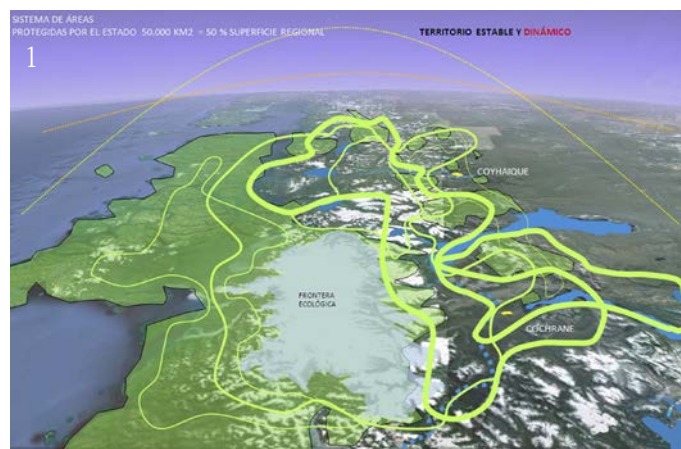 SISTEMA DE ÁREAS
PROTEGIDAS POR EL ESTADO 50.000 KM2 = 50 % SUPERFICIE REGIONAL
TERRITORIO ESTABLE Y DINÁMICO
1
COYHAIQUE
FRONTERA
ECOLÓGICA
COCHRANE